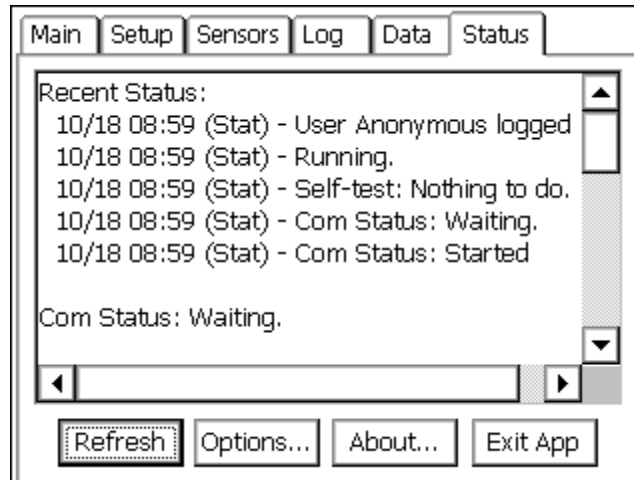 Main Setup Sensors Log Data Status
Recent Status:
10/18 08:59 (Stat) - User Anonymous logged
10/18 08:59 (Stat) - Running.
10/18 08:59 (Stat) - Self-test: Nothing to do.
10/18 08:59 (Stat) - Com Status: Waiting.
10/18 08:59 (Stat) - Com Status: Started
Com Status: Waiting.
Refresh Options... About... Exit App